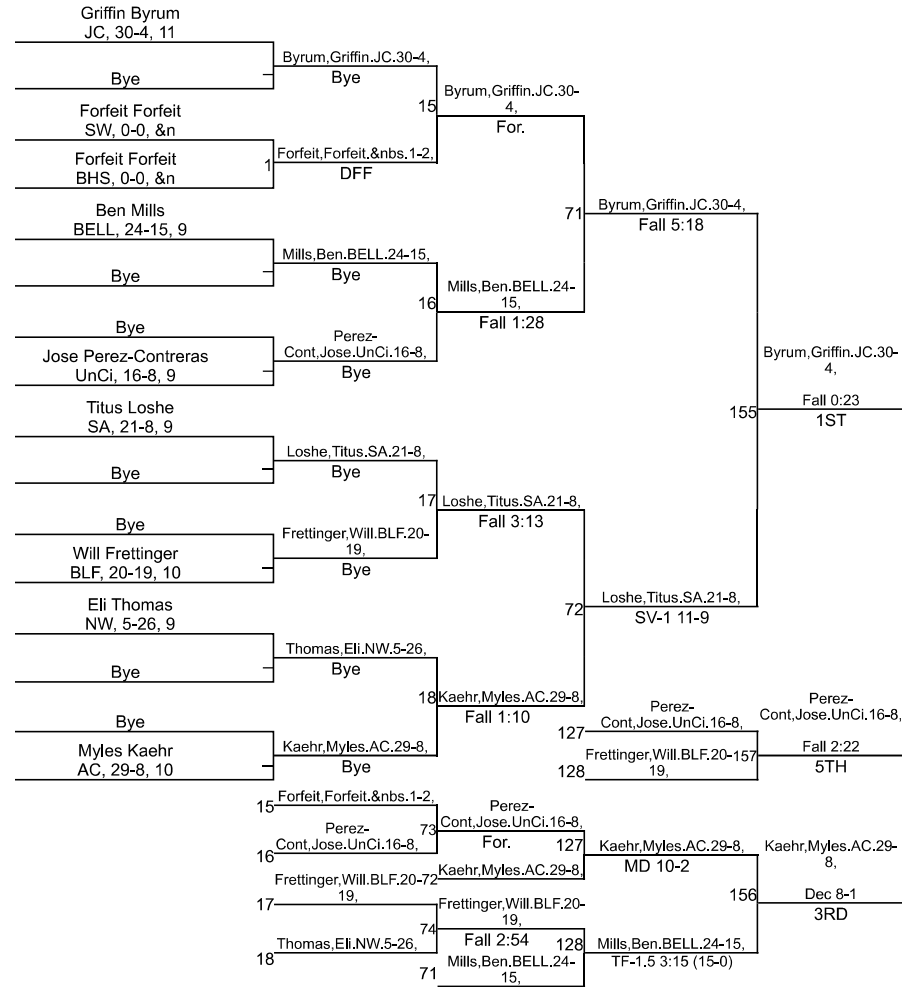 Griffin Byrum
JC, 30-4, 11
Byrum,Griffin.JC.30-4,
Bye
Bye
15
Byrum,Griffin.JC.30-
4,
For.
Forfeit Forfeit
SW, 0-0, &n
Forfeit Forfeit
BHS, 0-0, &n
1
Forfeit,Forfeit.&nbs.1-2,
DFF
71
Byrum,Griffin.JC.30-4,
Fall 5:18
Ben Mills
BELL, 24-15, 9
Mills,Ben.BELL.24-15,
Bye
Bye
16
Mills,Ben.BELL.24-
15,
Fall 1:28
Bye
Jose Perez-Contreras
UnCi, 16-8, 9
Perez-
Cont,Jose.UnCi.16-8,
Bye
155
Byrum,Griffin.JC.30-
4,
Fall 0:23
1ST
Titus Loshe
SA, 21-8, 9
Loshe,Titus.SA.21-8,
Bye
Bye
17
Loshe,Titus.SA.21-8,
Fall 3:13
Bye
Will Frettinger
BLF, 20-19, 10
Frettinger,Will.BLF.20-
19,
Bye
72
Loshe,Titus.SA.21-8,
SV-1 11-9
Eli Thomas
NW, 5-26, 9
Thomas,Eli.NW.5-26,
Bye
Bye
18
Kaehr,Myles.AC.29-8,
Fall 1:10
Bye
Myles Kaehr
AC, 29-8, 10
Kaehr,Myles.AC.29-8,
Bye
127
Perez-
Cont,Jose.UnCi.16-8,
128
Frettinger,Will.BLF.20-
19,
157
Perez-
Cont,Jose.UnCi.16-8,
Fall 2:22
5TH
15
Forfeit,Forfeit.&nbs.1-2,
16
Perez-
Cont,Jose.UnCi.16-8,
73
Perez-
Cont,Jose.UnCi.16-8,
For.
72
Kaehr,Myles.AC.29-8,
127
Kaehr,Myles.AC.29-8,
MD 10-2
17
Frettinger,Will.BLF.20-
19,
18
Thomas,Eli.NW.5-26,
74
Frettinger,Will.BLF.20-
19,
Fall 2:54
71
Mills,Ben.BELL.24-
15,
128
Mills,Ben.BELL.24-15,
TF-1.5 3:15 (15-0)
156
Kaehr,Myles.AC.29-
8,
Dec 8-1
3RD